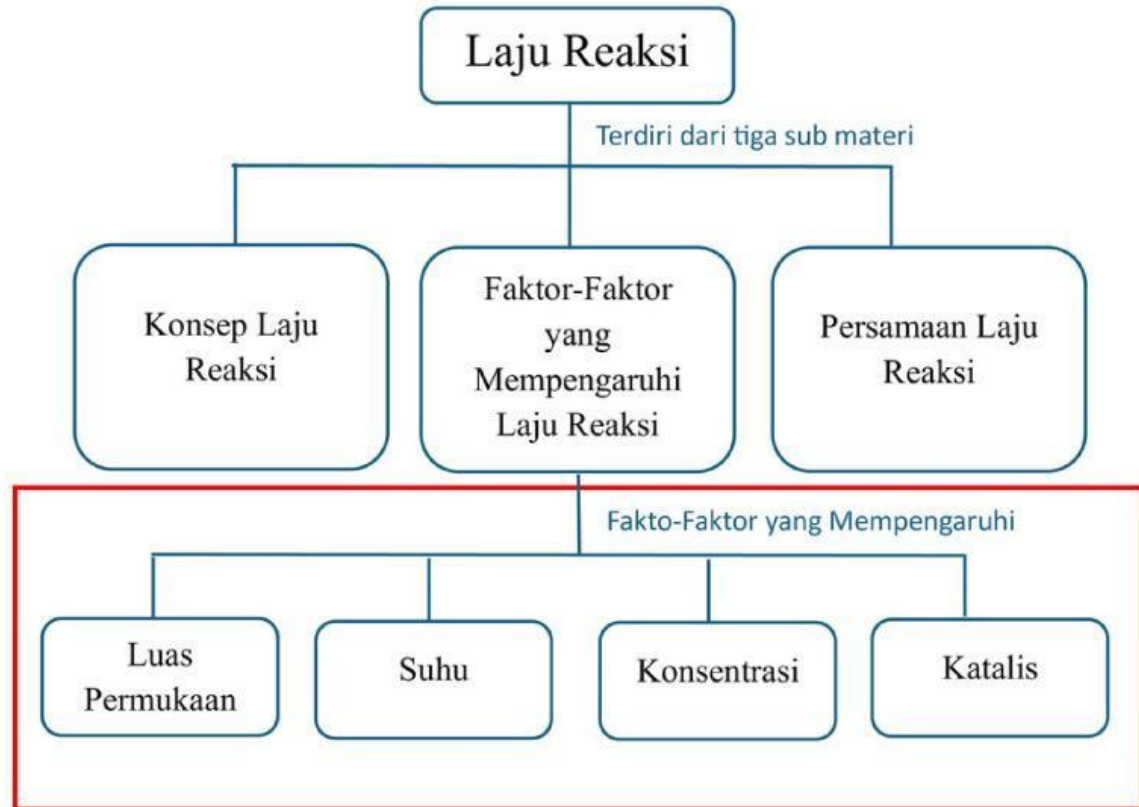 Laju Reaksi
Terdiri dari tiga sub materi
Konsep Laju
Reaksi
Faktor-Faktor
yang
Mempengaruhi
Laju Reaksi
Persamaan Laju
Reaksi
Fakto-Faktor yang Mempengaruhi
Luas
Permukaan
Suhu
Konsentrasi
Katalis